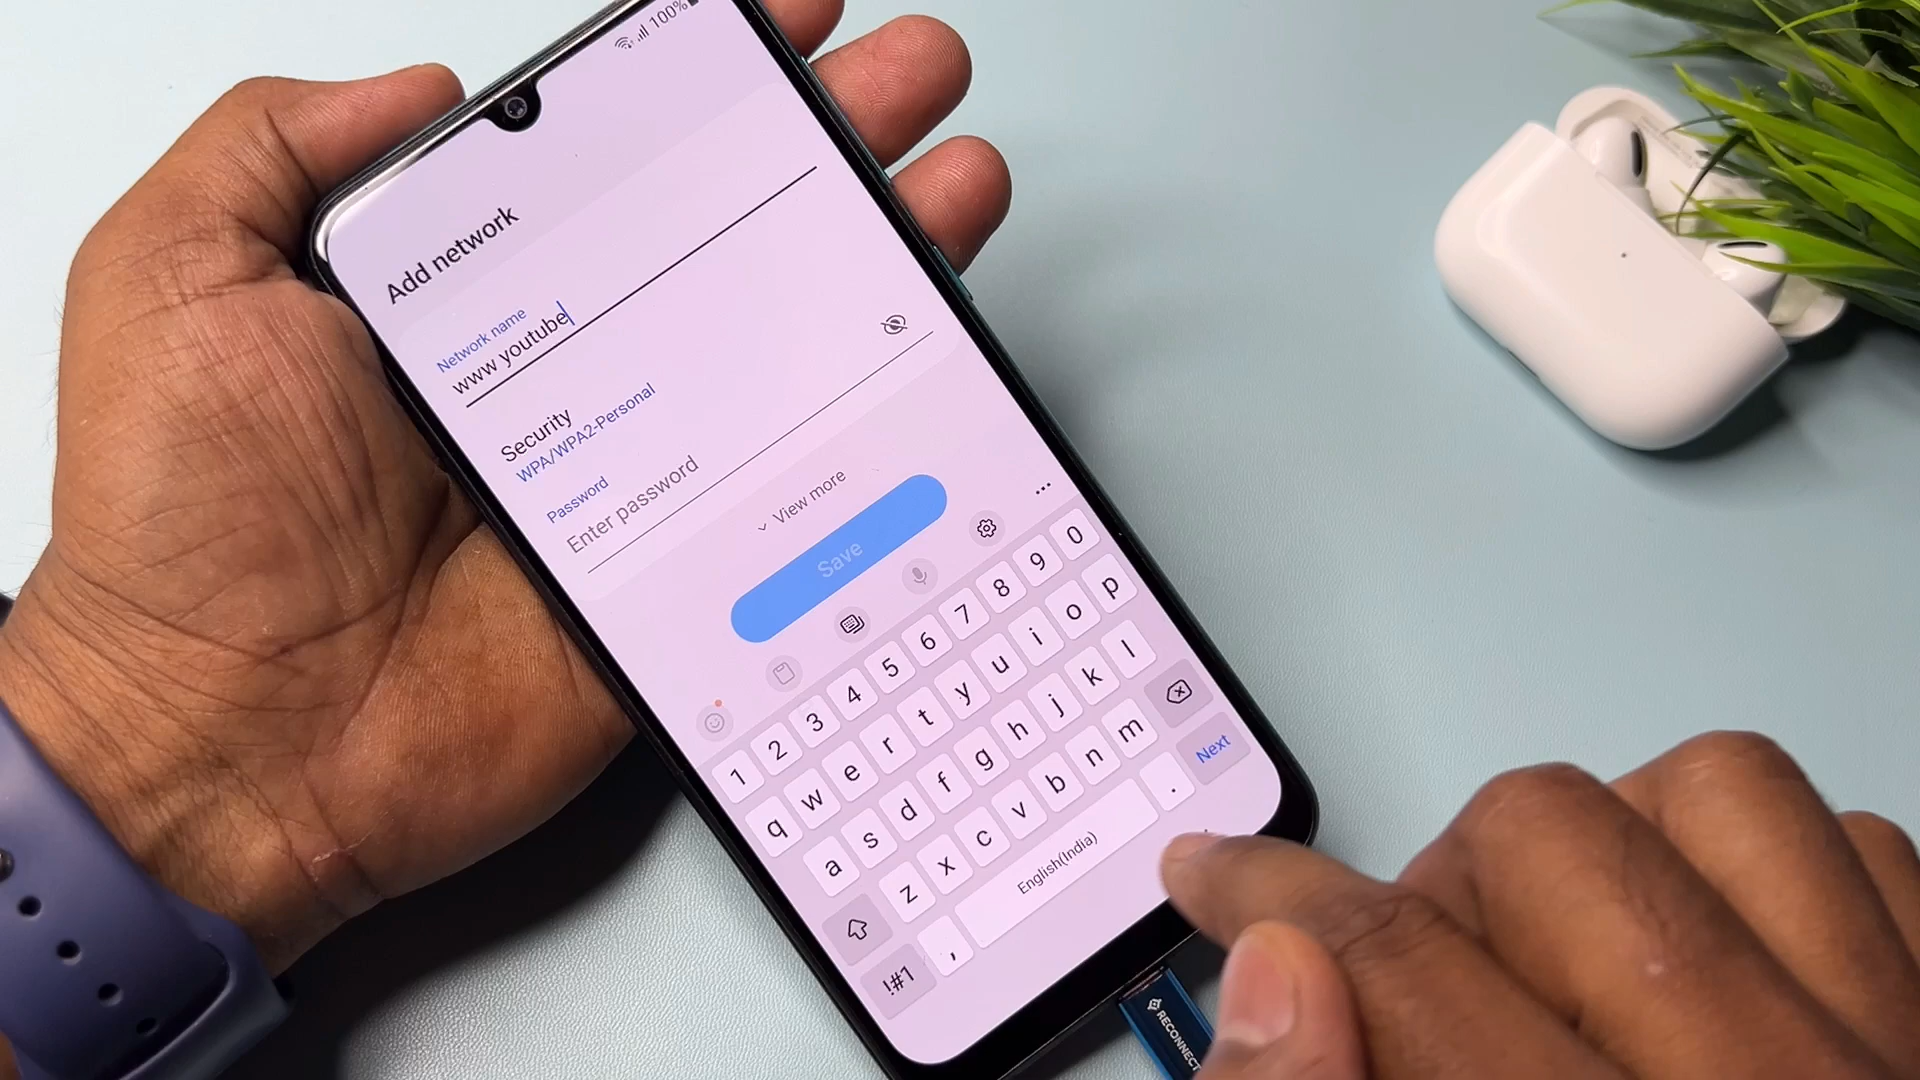 100%
Add network
Network name
www youtube
Security
WPA/WPA2-Personal
Password
Enter password
View more
Save
1 2 3 4 5 6 7 8 9 0
q w e r t y u i o p
a s d f g h j k l
z x c v b n m
!#1 , English(India) . Next
RECONNECT